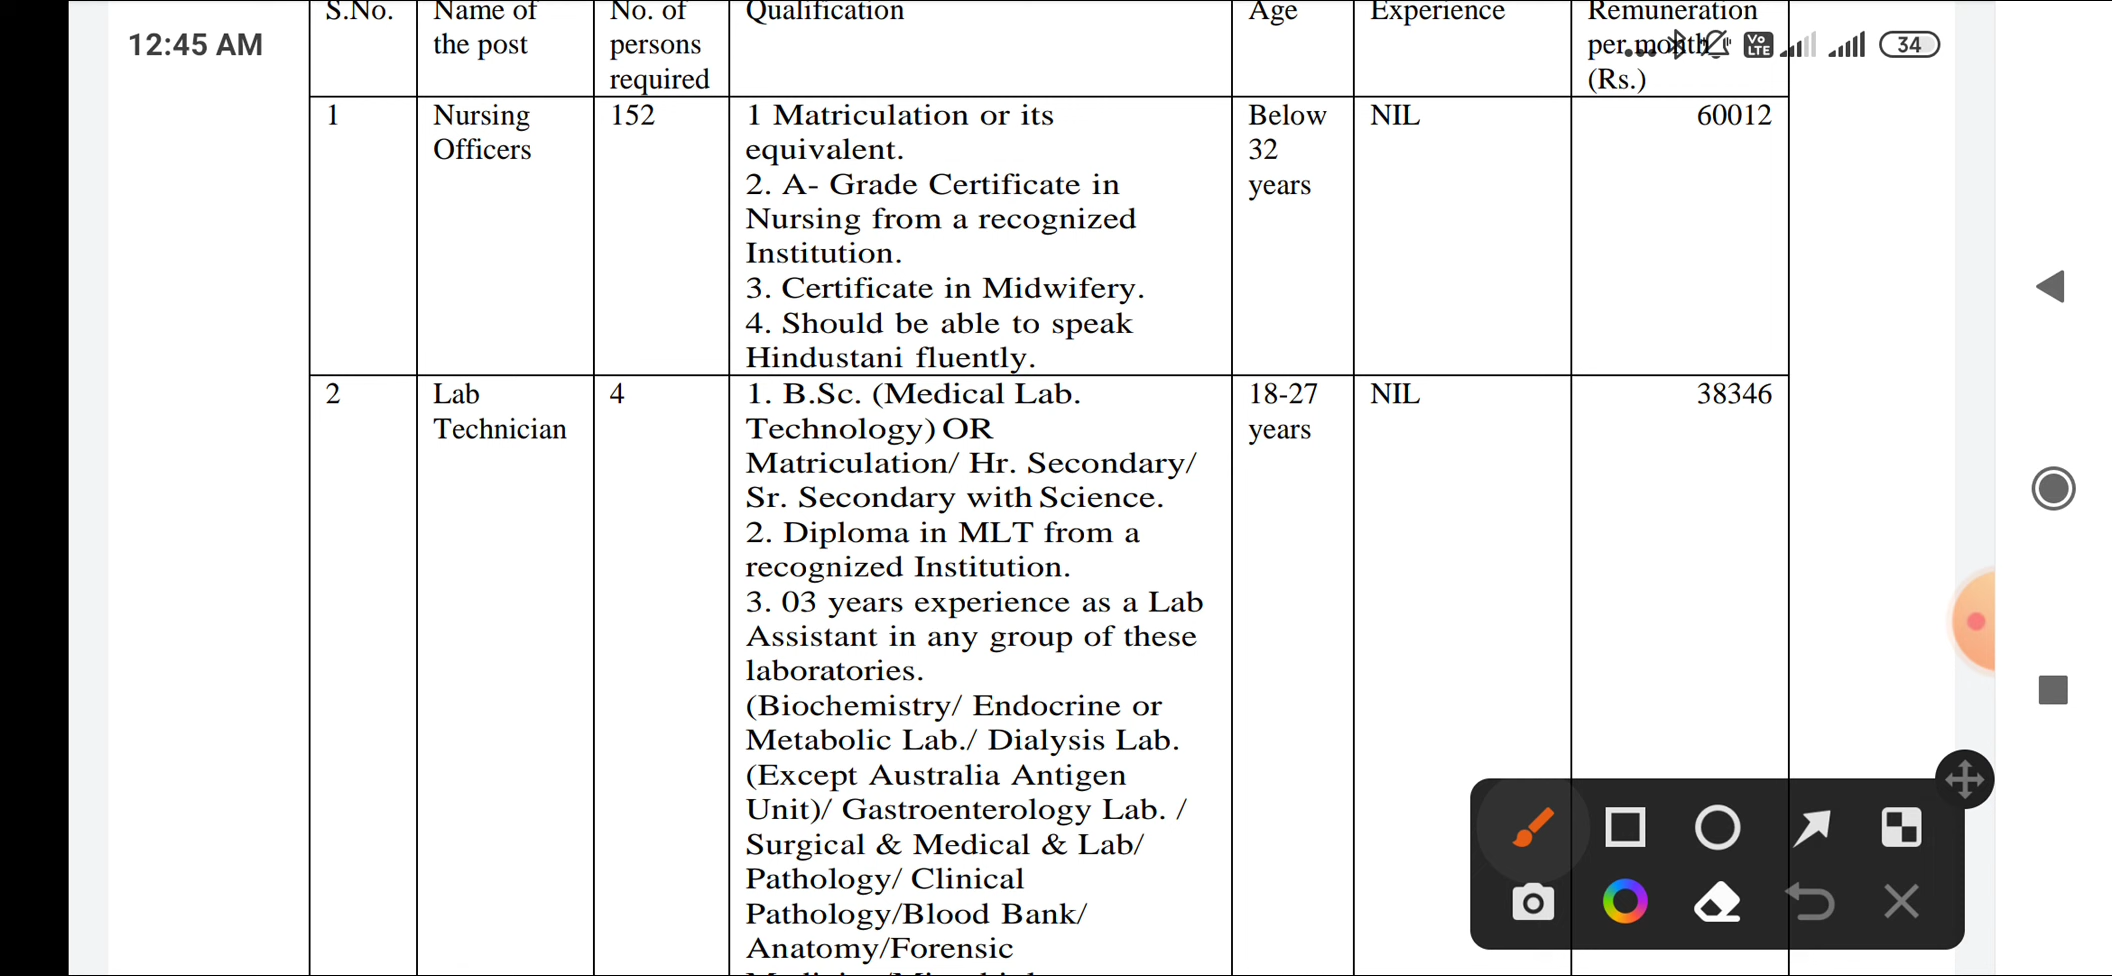 12:45 AM
S.No.
Name of
the post
No. of
persons
required
Qualification
Age
Experience
Remuneration
per month
(Rs.)
Vo
LTE
34
1
Nursing
Officers
152
1 Matriculation or its
equivalent.
2. A- Grade Certificate in
Nursing from a recognized
Institution.
3. Certificate in Midwifery.
4. Should be able to speak
Hindustani fluently.
Below
32
years
NIL
60012
2
Lab
Technician
4
1. B.Sc. (Medical Lab.
Technology) OR
Matriculation/ Hr. Secondary/
Sr. Secondary with Science.
2. Diploma in MLT from a
recognized Institution.
3. 03 years experience as a Lab
Assistant in any group of these
laboratories.
(Biochemistry/ Endocrine or
Metabolic Lab./ Dialysis Lab.
(Except Australia Antigen
Unit)/ Gastroenterology Lab. /
Surgical & Medical & Lab/
Pathology/ Clinical
Pathology/Blood Bank/
Anatomy/Forensic
18-27
years
NIL
38346